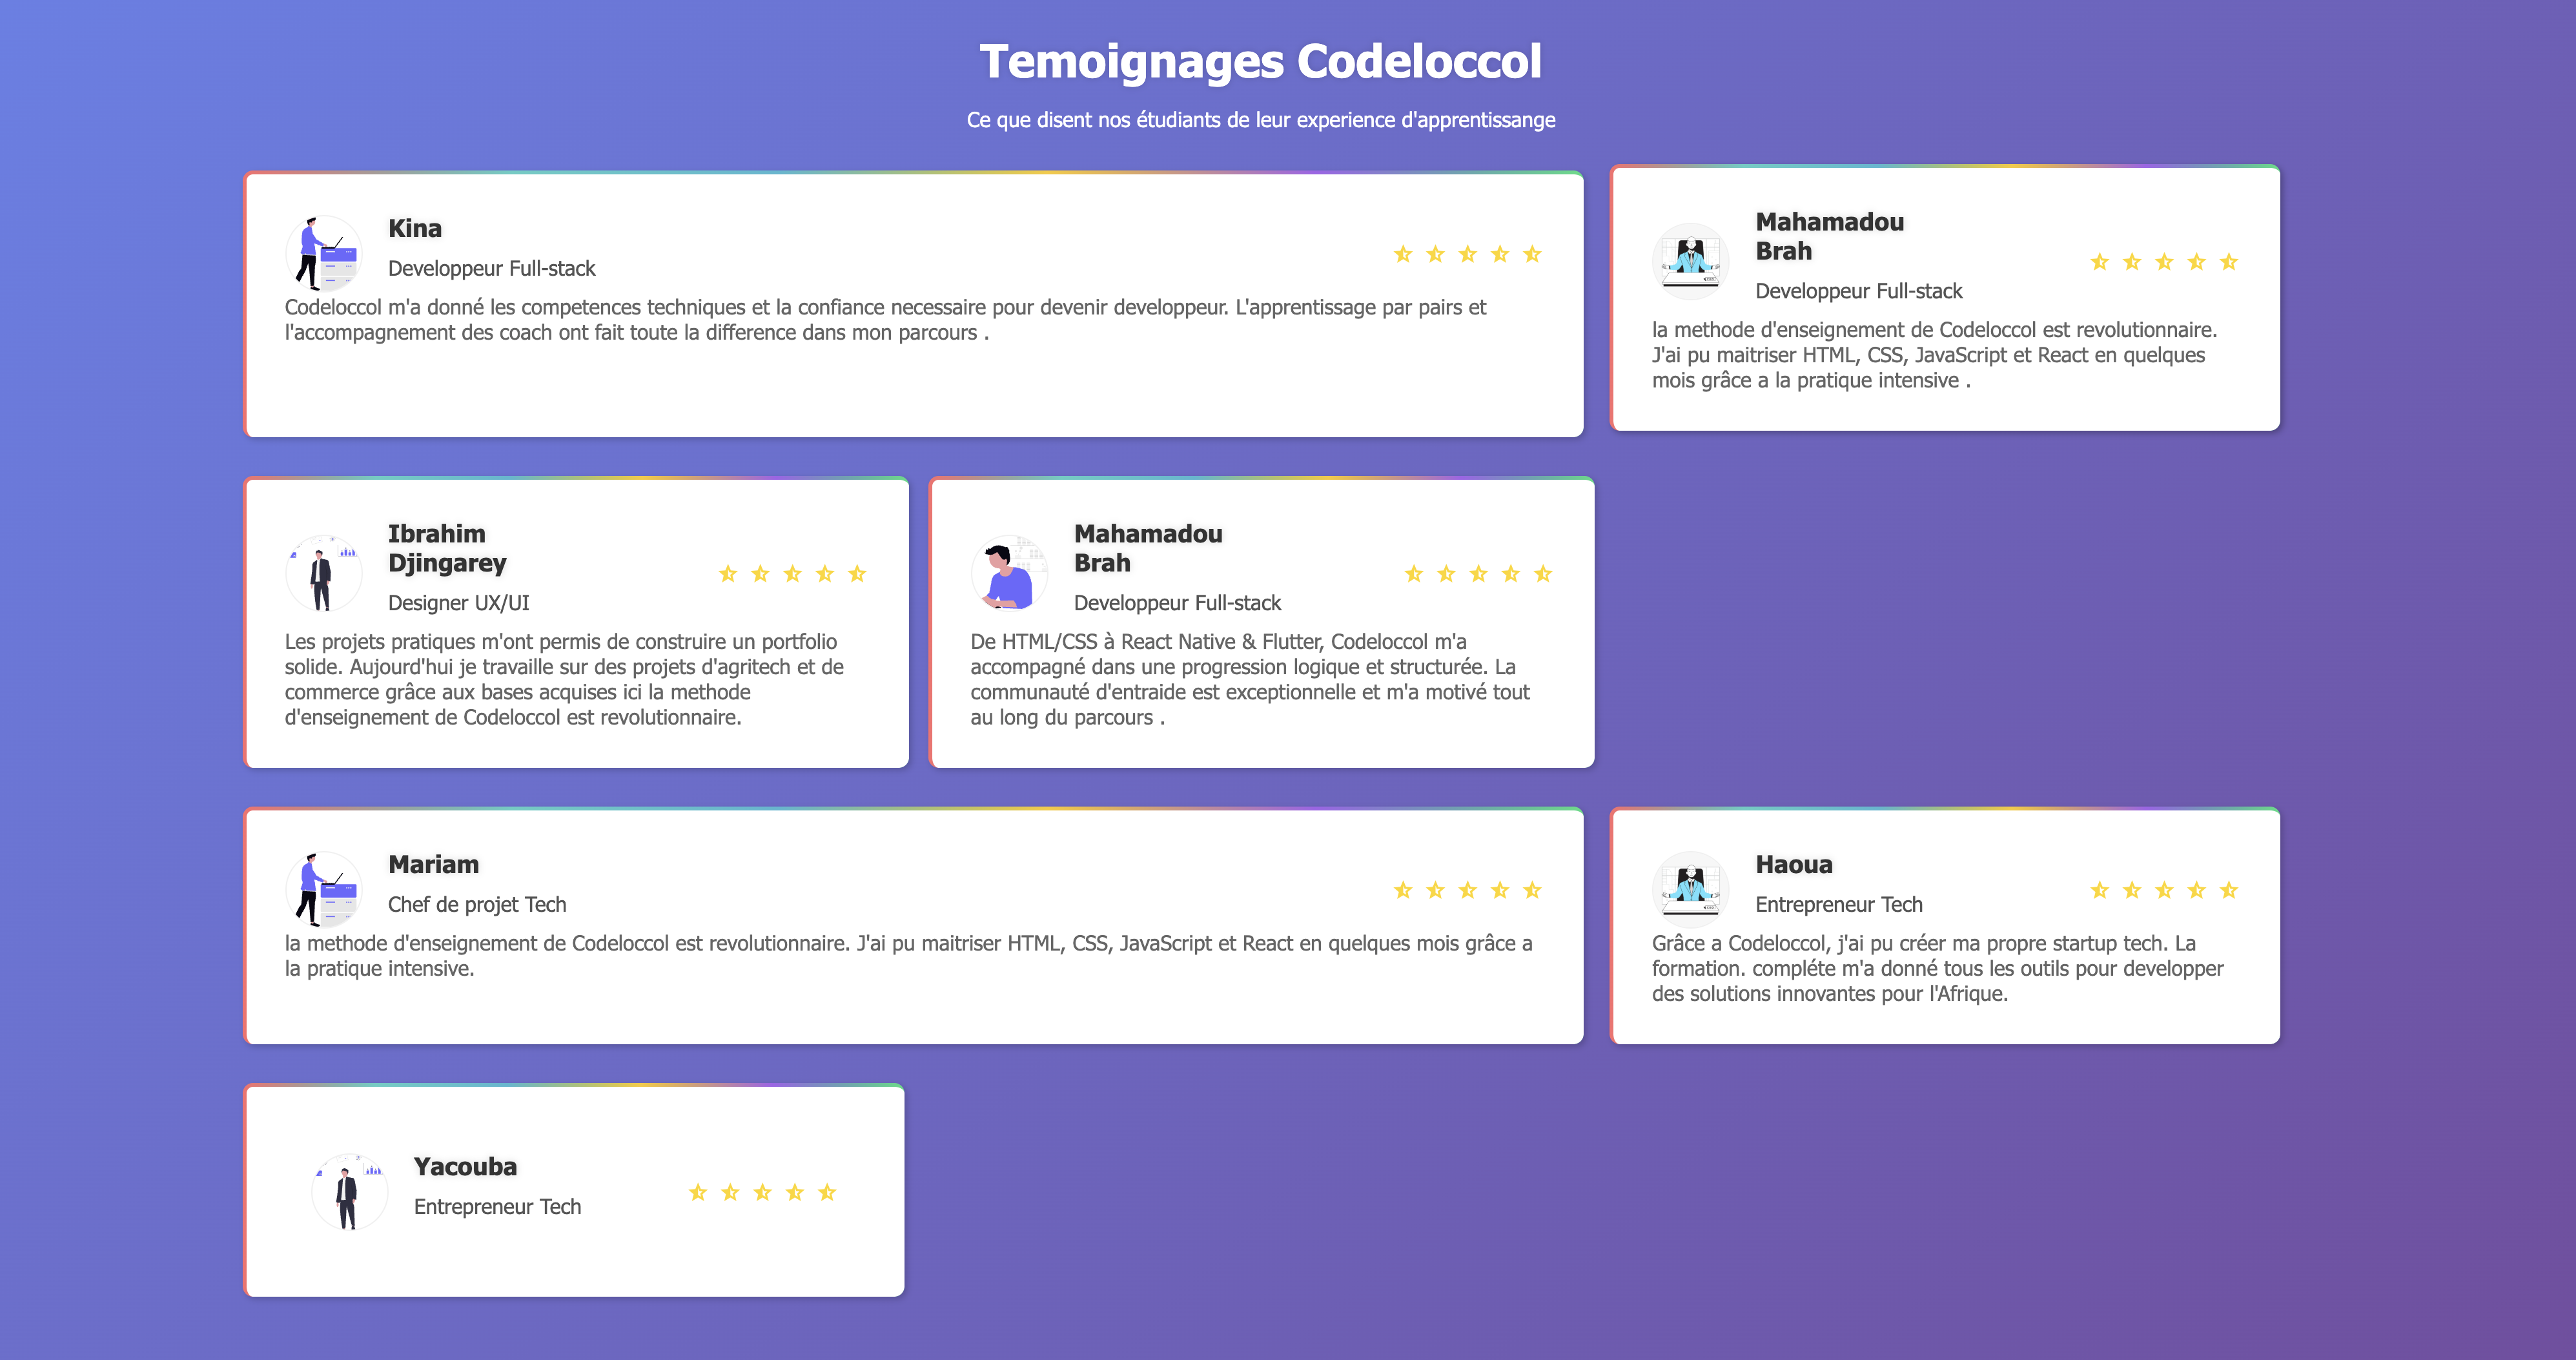 Temoignages Codeloccol
Ce que disent nos étudiants de leur experience d'apprentissange
Kina
Developpeur Full-stack
Codeloccol m'a donné les competences techniques et la confiance necessaire pour devenir developpeur. L'apprentissage par pairs et
l'accompagnement des coach ont fait toute la difference dans mon parcours .
Mahamadou
Brah
Developpeur Full-stack
la methode d'enseignement de Codeloccol est revolutionnaire.
J'ai pu maitriser HTML, CSS, JavaScript et React en quelques
mois grâce a la pratique intensive .
Ibrahim
Djingarey
Designer UX/UI
Les projets pratiques m'ont permis de construire un portfolio
solide. Aujourd'hui je travaille sur des projets d'agritech et de
commerce grâce aux bases acquises ici la methode
d'enseignement de Codeloccol est revolutionnaire.
Mahamadou
Brah
Developpeur Full-stack
De HTML/CSS à React Native & Flutter, Codeloccol m'a
accompagné dans une progression logique et structurée. La
communauté d'entraide est exceptionnelle et m'a motivé tout
au long du parcours .
Mariam
Chef de projet Tech
la methode d'enseignement de Codeloccol est revolutionnaire. J'ai pu maitriser HTML, CSS, JavaScript et React en quelques mois grâce a
la pratique intensive.
Haoua
Entrepreneur Tech
Grâce a Codeloccol, j'ai pu créer ma propre startup tech. La
formation. compléte m'a donné tous les outils pour developper
des solutions innovantes pour l'Afrique.
Yacouba
Entrepreneur Tech